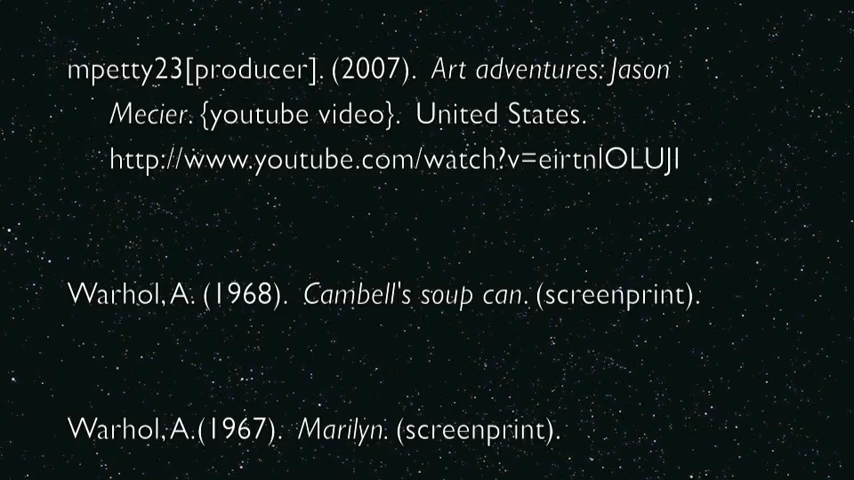 mpetty23[producer]. (2007). Art adventures: Jason
Mecier. {youtube video}. United States.
http://www.youtube.com/watch?v=eirtnlOLUJI
Warhol, A. (1968). Cambell's soup can. (screenprint).
Warhol, A.(1967). Marilyn. (screenprint).